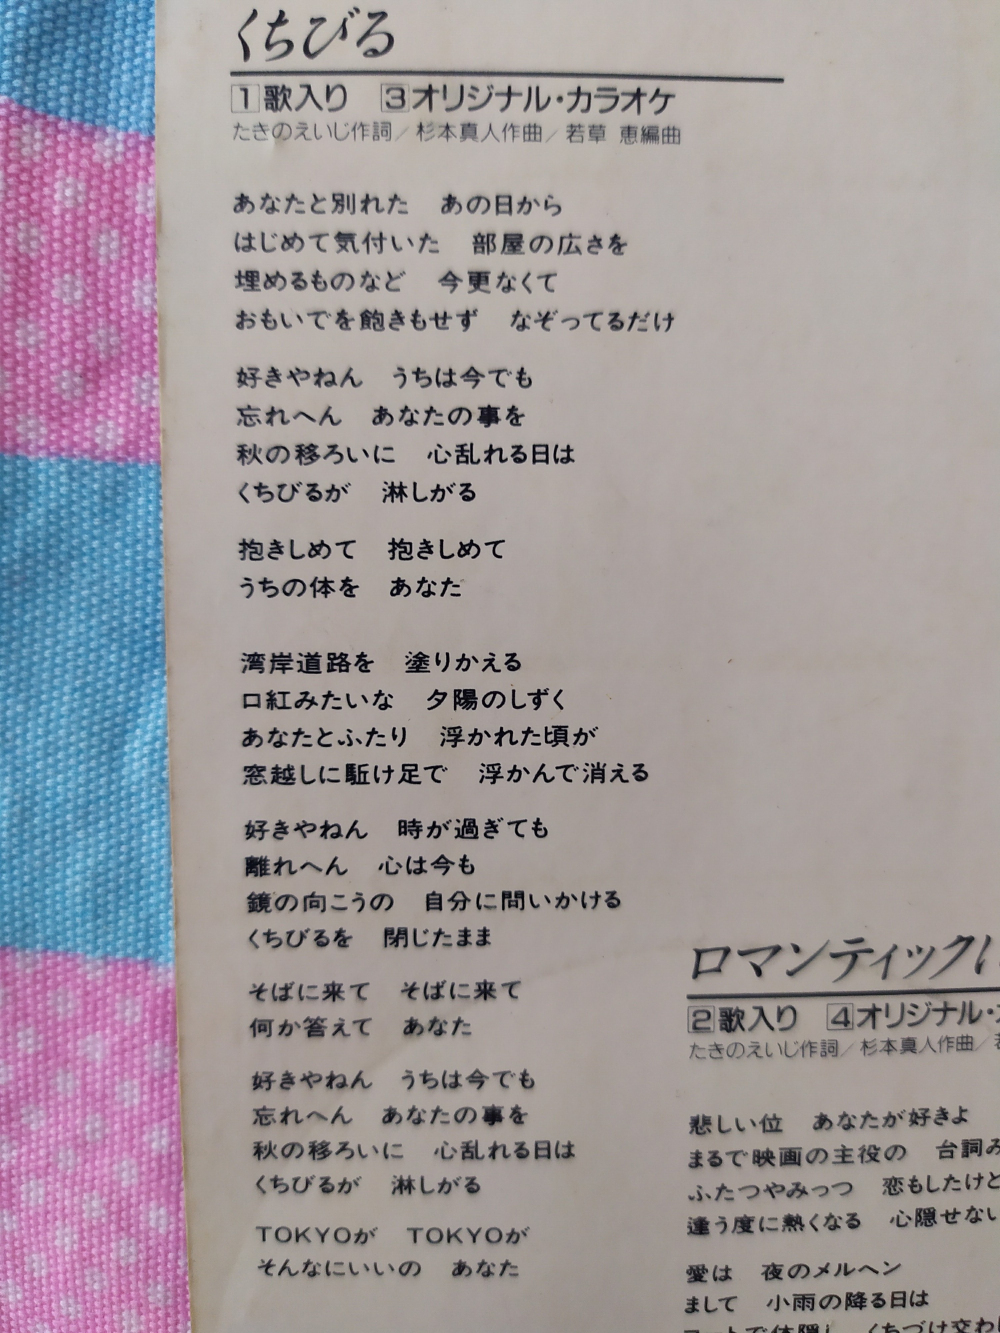 くちびる
1歌入り　3オリジナル・カラオケ
たきのえいじ作詞／杉本真人作曲／若草 恵編曲
あなたと別れた　あの日から
はじめて気付いた　部屋の広さを
埋めるものなど　今更なくて
おもいでを飽きもせず　なぞってるだけ
好きやねん　うちは今でも
忘れへん　あなたの事を
秋の移ろいに　心乱れる日は
くちびるが　淋しがる
抱きしめて　抱きしめて
うちの体を　あなた
湾岸道路を　塗りかえる
口紅みたいな　夕陽のしずく
あなたとふたり　浮かれた頃が
窓越しに駈け足で　浮かんで消える
好きやねん　時が過ぎても
離れへん　心は今も
鏡の向こうの　自分に問いかける
くちびるを　閉じたまま
そばに来て　そばに来て
何か答えて　あなた
好きやねん　うちは今でも
忘れへん　あなたの事を
秋の移ろいに　心乱れる日は
くちびるが　淋しがる
TOKYOが　TOKYOが
そんなにいいの　あなた
ロマンティック
2歌入り　4オリジナル・
たきのえいじ作詞／杉本真人作曲／
悲しい位　あなたが好きよ
まるで映画の主役の　台詞
ふたつやみっつ　恋もしたけど
逢う度に熱くなる　心隠せない
愛は　夜のメルヘン
まして　小雨の降る日は
くちづけ交わ